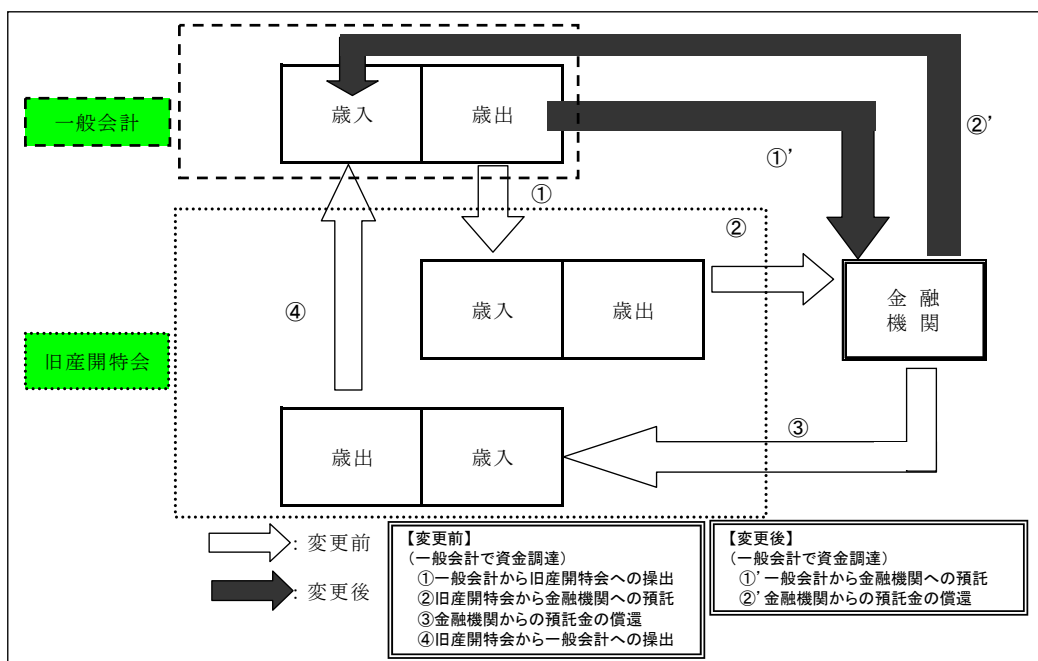 一般会計
歳入
歳出
②’
①’
①
②
歳入
歳出
金 融
機 関
④
旧産開特会
③
歳出
歳入
：変更前
：変更後
【変更前】
(一般会計で資金調達)
①一般会計から旧産開特会への操出
②旧産開特会から金融機関への預託
③金融機関からの預託金の償還
④旧産開特会から一般会計への操出
【変更後】
(一般会計で資金調達)
①’一般会計から金融機関への預託
②’金融機関からの預託金の償還